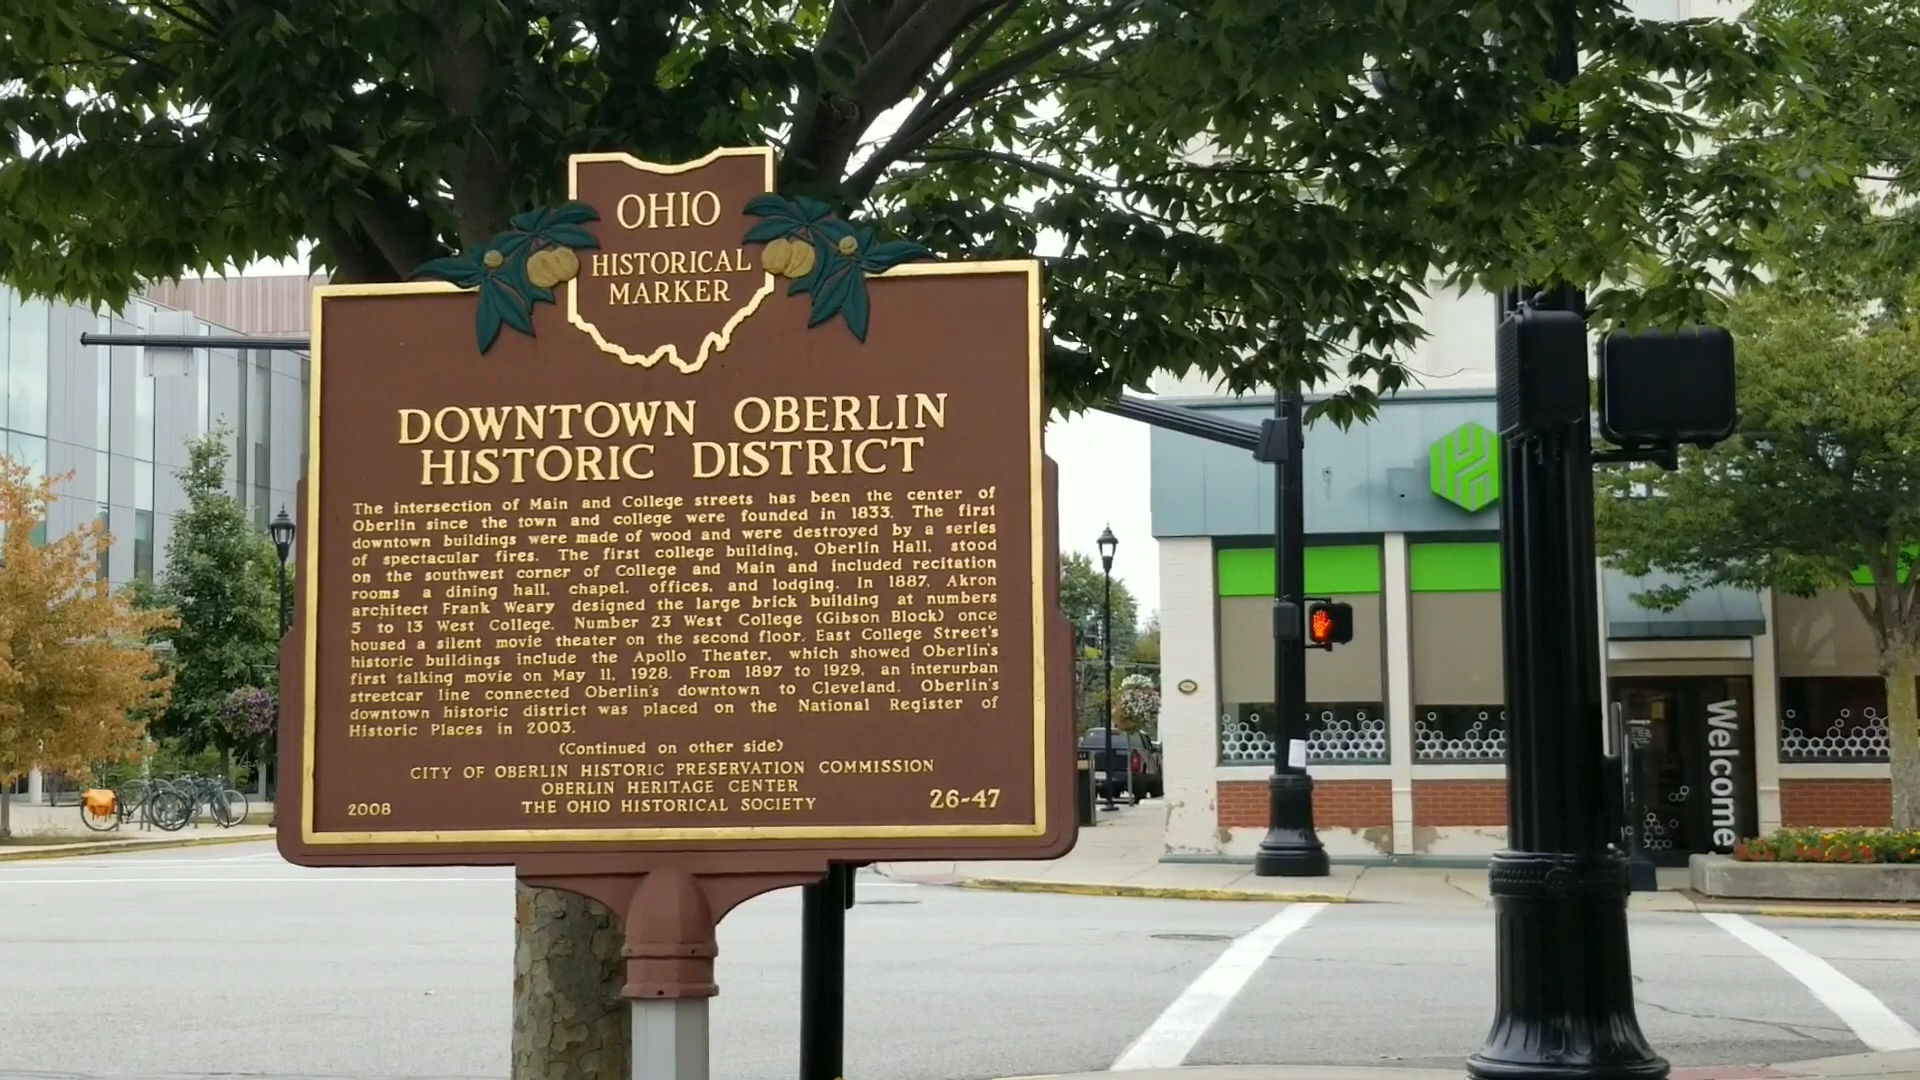 OHIO
HISTORICAL
MARKER
DOWNTOWN OBERLIN
HISTORIC DISTRICT
The intersection of Main and College streets has been the center of
Oberlin since the town and college were founded in 1833. The first
downtown buildings were made of wood and were destroyed by a series
of spectacular fires. The first college building, Oberlin Hall, stood
on the southwest corner of College and Main and included recitation
rooms a dining hall, chapel, offices, and lodging. In 1887, Akron
architect Frank Weary designed the large brick building at numbers
5 to 13 West College. Number 23 West College (Gibson Block) once
housed a silent movie theater on the second floor. East College Street's
historic buildings include the Apollo Theater, which showed Oberlin's
first talking movie on May 11, 1928. From 1897 to 1929, an interurban
streetcar line connected Oberlin's downtown to Cleveland. Oberlin's
downtown historic district was placed on the National Register of
Historic Places in 2003.
(Continued on other side)
CITY OF OBERLIN HISTORIC PRESERVATION COMMISSION
OBERLIN HERITAGE CENTER
THE OHIO HISTORICAL SOCIETY
2008
26-47
Welcome